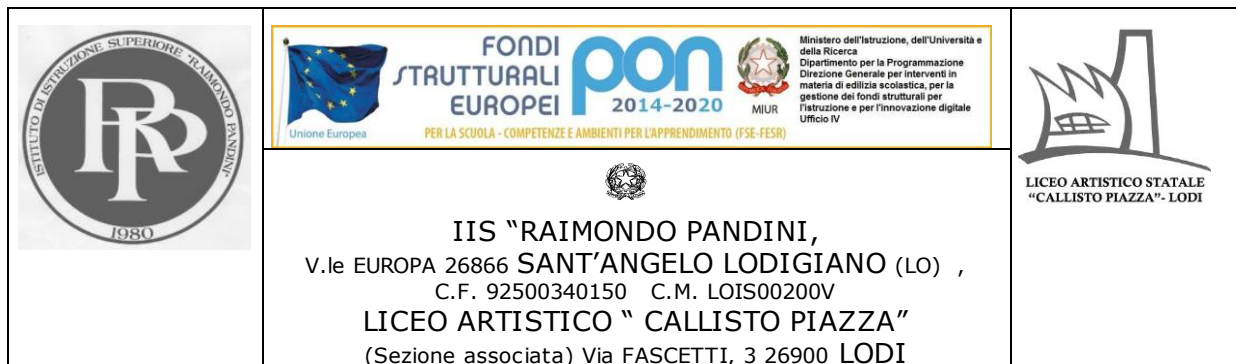 ISTITUTO DI ISTRUZIONE SUPERIORE "RAIMONDO PANDINI"
1980
FONDI
STRUTTURALI
EUROPEI
pon
2014-2020
MIUR
Ministero dell'Istruzione, dell'Università e
della Ricerca
Dipartimento per la Programmazione
Direzione Generale per interventi in
materia di edilizia scolastica, per la
gestione dei fondi strutturali per
l'istruzione e per l'innovazione digitale
Ufficio IV
Unione Europea
PER LA SCUOLA - COMPETENZE E AMBIENTI PER L'APPRENDIMENTO (FSE-FESR)
IIS "RAIMONDO PANDINI,
V.le EUROPA 26866 SANT'ANGELO LODIGIANO (LO) ,
C.F. 92500340150 C.M. LOIS00200V
LICEO ARTISTICO " CALLISTO PIAZZA"
(Sezione associata) Via FASCETTI, 3 26900 LODI
LICEO ARTISTICO STATALE
"CALLISTO PIAZZA"- LODI